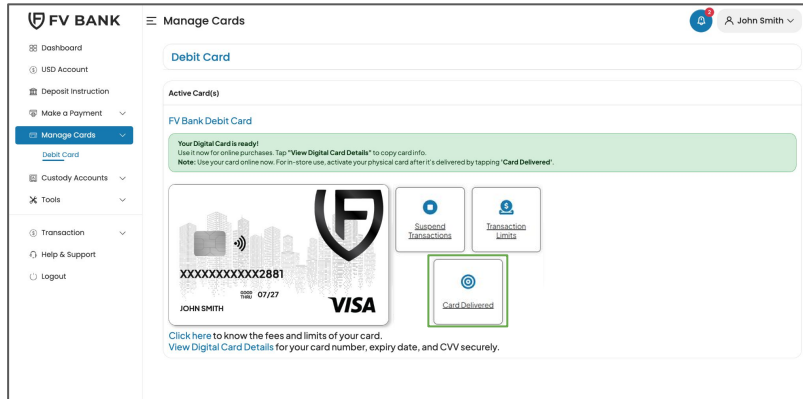 FV BANK
Manage Cards
2
John Smith
Dashboard
USD Account
Deposit Instruction
Make a Payment
Manage Cards
Debit Card
Custody Accounts
Tools
Transaction
Help & Support
Logout
Debit Card
Active Card(s)
FV Bank Debit Card
Your Digital Card is ready!
Use it now for online purchases. Tap "View Digital Card Details" to copy card info.
Note: Use your card online now. For in-store use, activate your physical card after it's delivered by tapping 'Card Delivered'.
XXXXXXXXXXXX2881
GOOD
THRU 07/27
JOHN SMITH
VISA
Suspend
Transactions
Transaction
Limits
Card Delivered
Click here to know the fees and limits of your card.
View Digital Card Details for your card number, expiry date, and CVV securely.